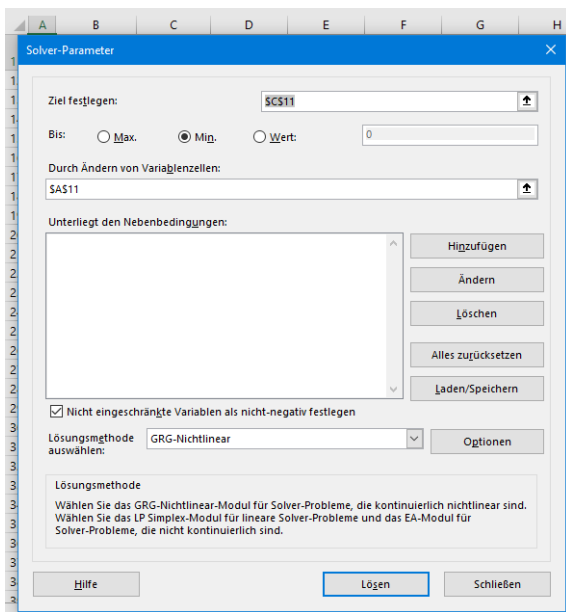 A B C D E F G H
Solver-Parameter
Ziel festlegen: $C$11
Bis: Max. Min. Wert: 0
Durch Ändern von Variablenzellen:
$A$11
Unterliegt den Nebenbedingungen:
Hinzufügen
Ändern
Löschen
Alles zurücksetzen
Laden/Speichern
Nicht eingeschränkte Variablen als nicht-negativ festlegen
Lösungsmethode
auswählen:
GRG-Nichtlinear
Optionen
Lösungsmethode
Wählen Sie das GRG-Nichtlinear-Modul für Solver-Probleme, die kontinuierlich nichtlinear sind.
Wählen Sie das LP Simplex-Modul für lineare Solver-Probleme und das EA-Modul für
Solver-Probleme, die nicht kontinuierlich sind.
Hilfe Lösen Schließen